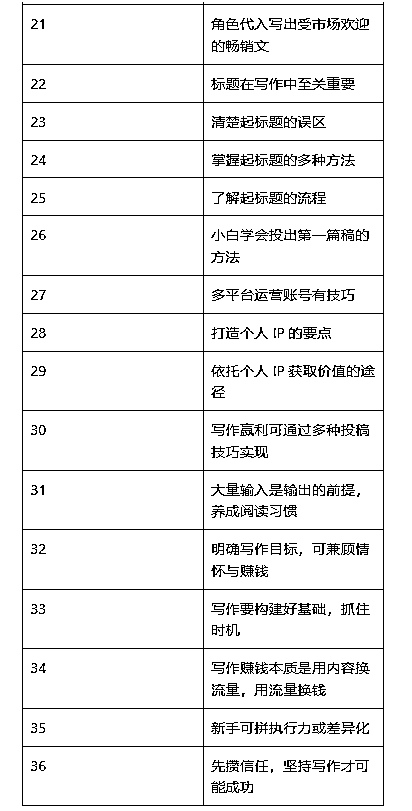 21 角色代入写出受市场欢迎
的畅销文
22 标题在写作中至关重要
23 清楚起标题的误区
24 掌握起标题的多种方法
25 了解起标题的流程
26 小白学会投出第一篇稿的
方法
27 多平台运营账号有技巧
28 打造个人 IP 的要点
29 依托个人 IP 获取价值的途
径
30 写作赢利可通过多种投稿
技巧实现
31 大量输入是输出的前提，
养成阅读习惯
32 明确写作目标，可兼顾情
怀与赚钱
33 写作要构建好基础，抓住
时机
34 写作赚钱本质是用内容换
流量，用流量换钱
35 新手可拼执行力或差异化
36 先攒信任，坚持写作才可
能成功